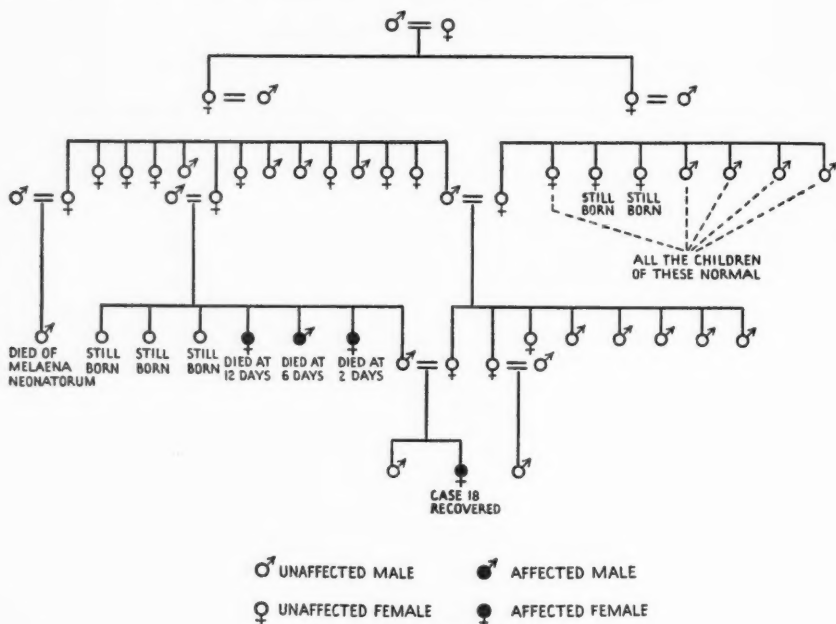 STILL STILL
BORN BORN
ALL THE CHILDREN
OF THESE NORMAL
DIED OF
MELAENA
NEONATORUM
STILL
BORN
STILL
BORN
STILL
BORN
DIED AT
12 DAYS
DIED AT
6 DAYS
DIED AT
2 DAYS
CASE 18
RECOVERED
UNAFFECTED MALE
AFFECTED MALE
UNAFFECTED FEMALE
AFFECTED FEMALE